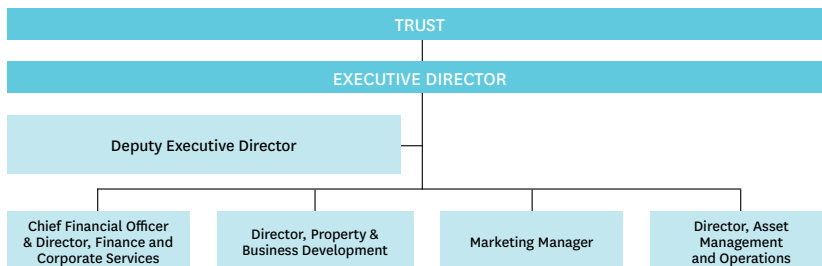 TRUST
EXECUTIVE DIRECTOR
Deputy Executive Director
Chief Financial Officer
& Director, Finance and
Corporate Services
Director, Property &
Business Development
Marketing Manager
Director, Asset
Management
and Operations